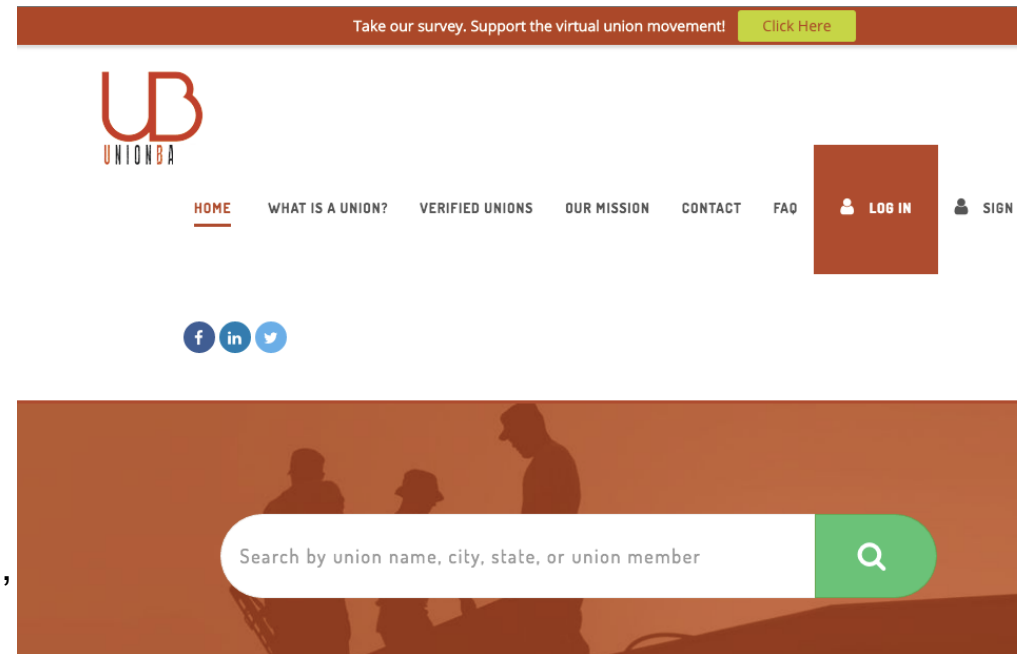 Take our survey. Support the virtual union movement! Click Here
UB
UNIONBA
HOME WHAT IS A UNION? VERIFIED UNIONS OUR MISSION CONTACT FAQ LOG IN SIGN
f in
Search by union name, city, state, or union member
,